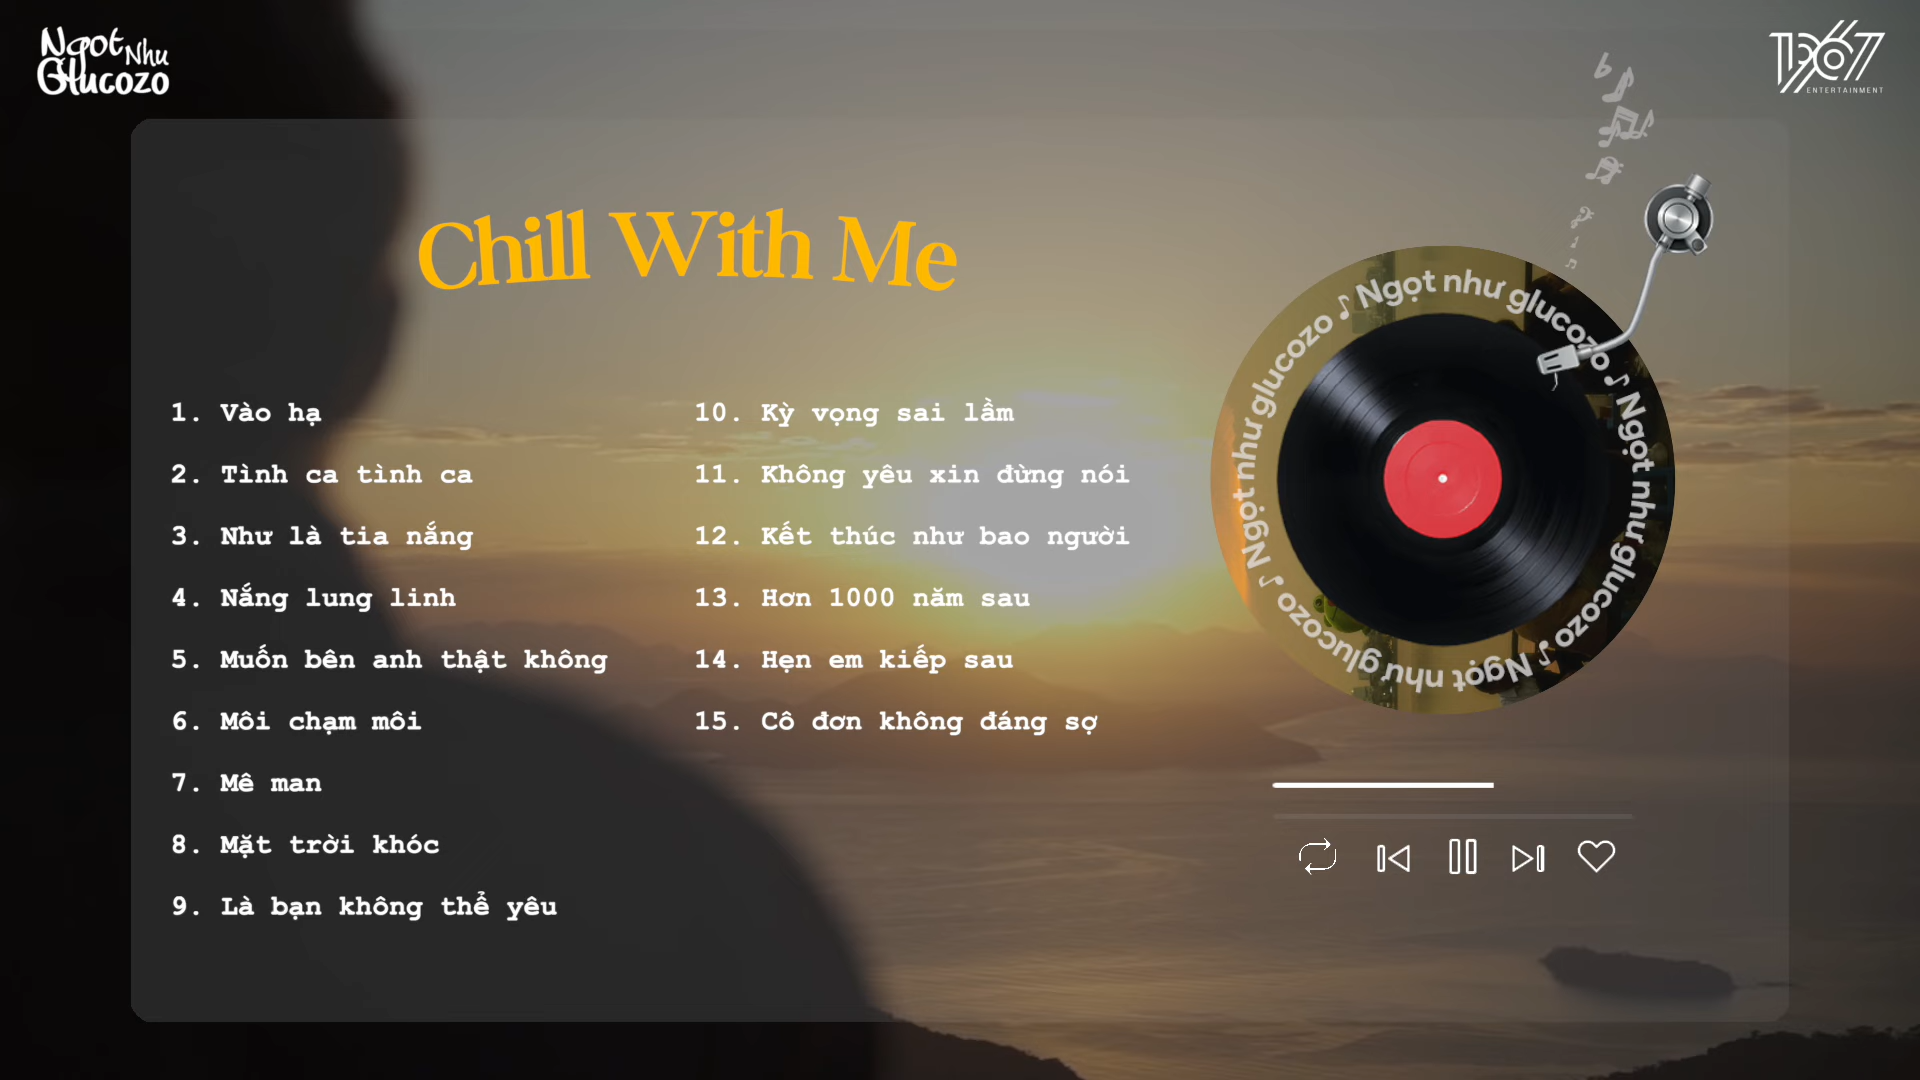 Ngọt Như
Glucozo
1967
ENTERTAINMENT
Chill With Me
1. Vào hạ
2. Tình ca tình ca
3. Như là tia nắng
4. Nắng lung linh
5. Muốn bên anh thật không
6. Môi chạm môi
7. Mê man
8. Mặt trời khóc
9. Là bạn không thể yêu
10. Kỳ vọng sai lầm
11. Không yêu xin đừng nói
12. Kết thúc như bao người
13. Hơn 1000 năm sau
14. Hẹn em kiếp sau
15. Cô đơn không đáng sợ
Ngọt như glucozo ♪ Ngọt như glucozo ♪ Ngọt như glucozo ♪ Ngọt như glucozo ♪